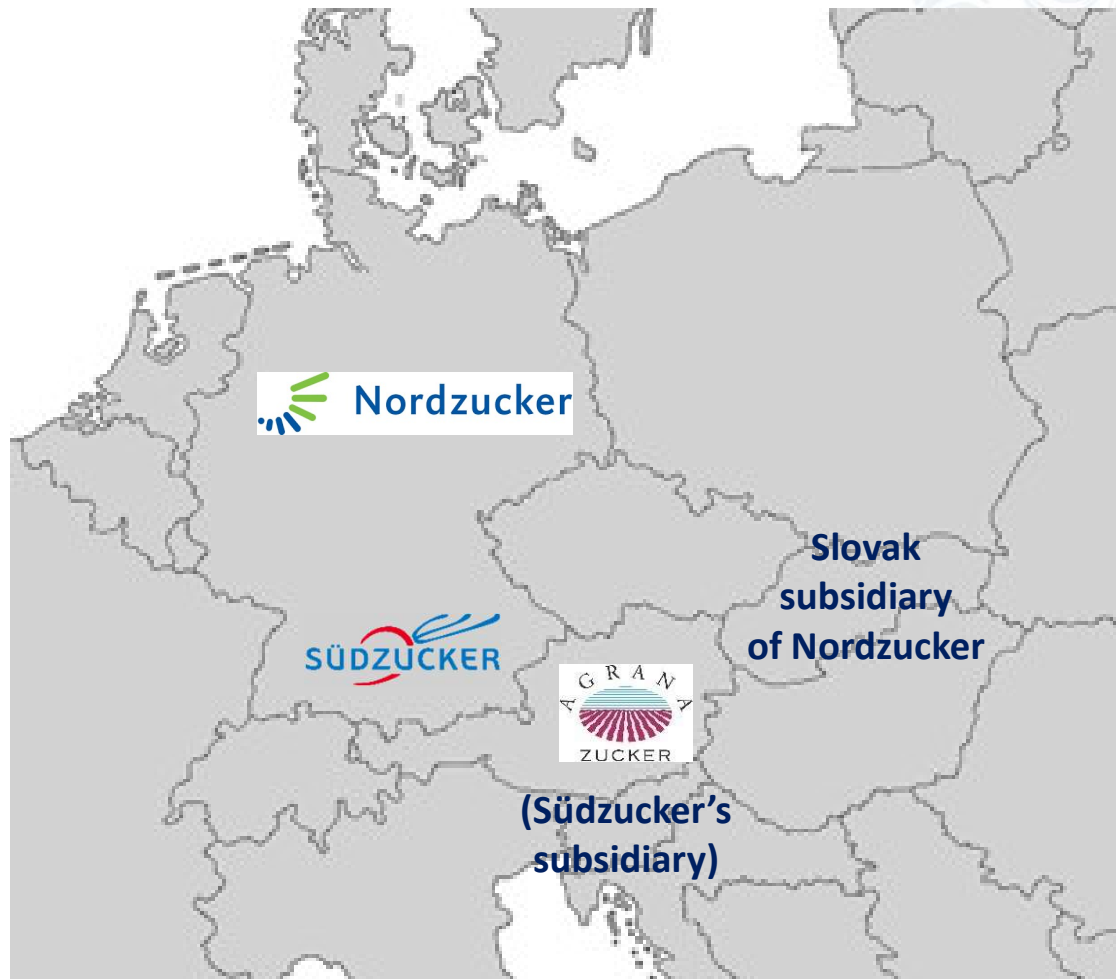 Nordzucker
Slovak
subsidiary
of Nordzucker
SÜDZUCKER
AGRANA
ZUCKER
(Südzucker’s
subsidiary)